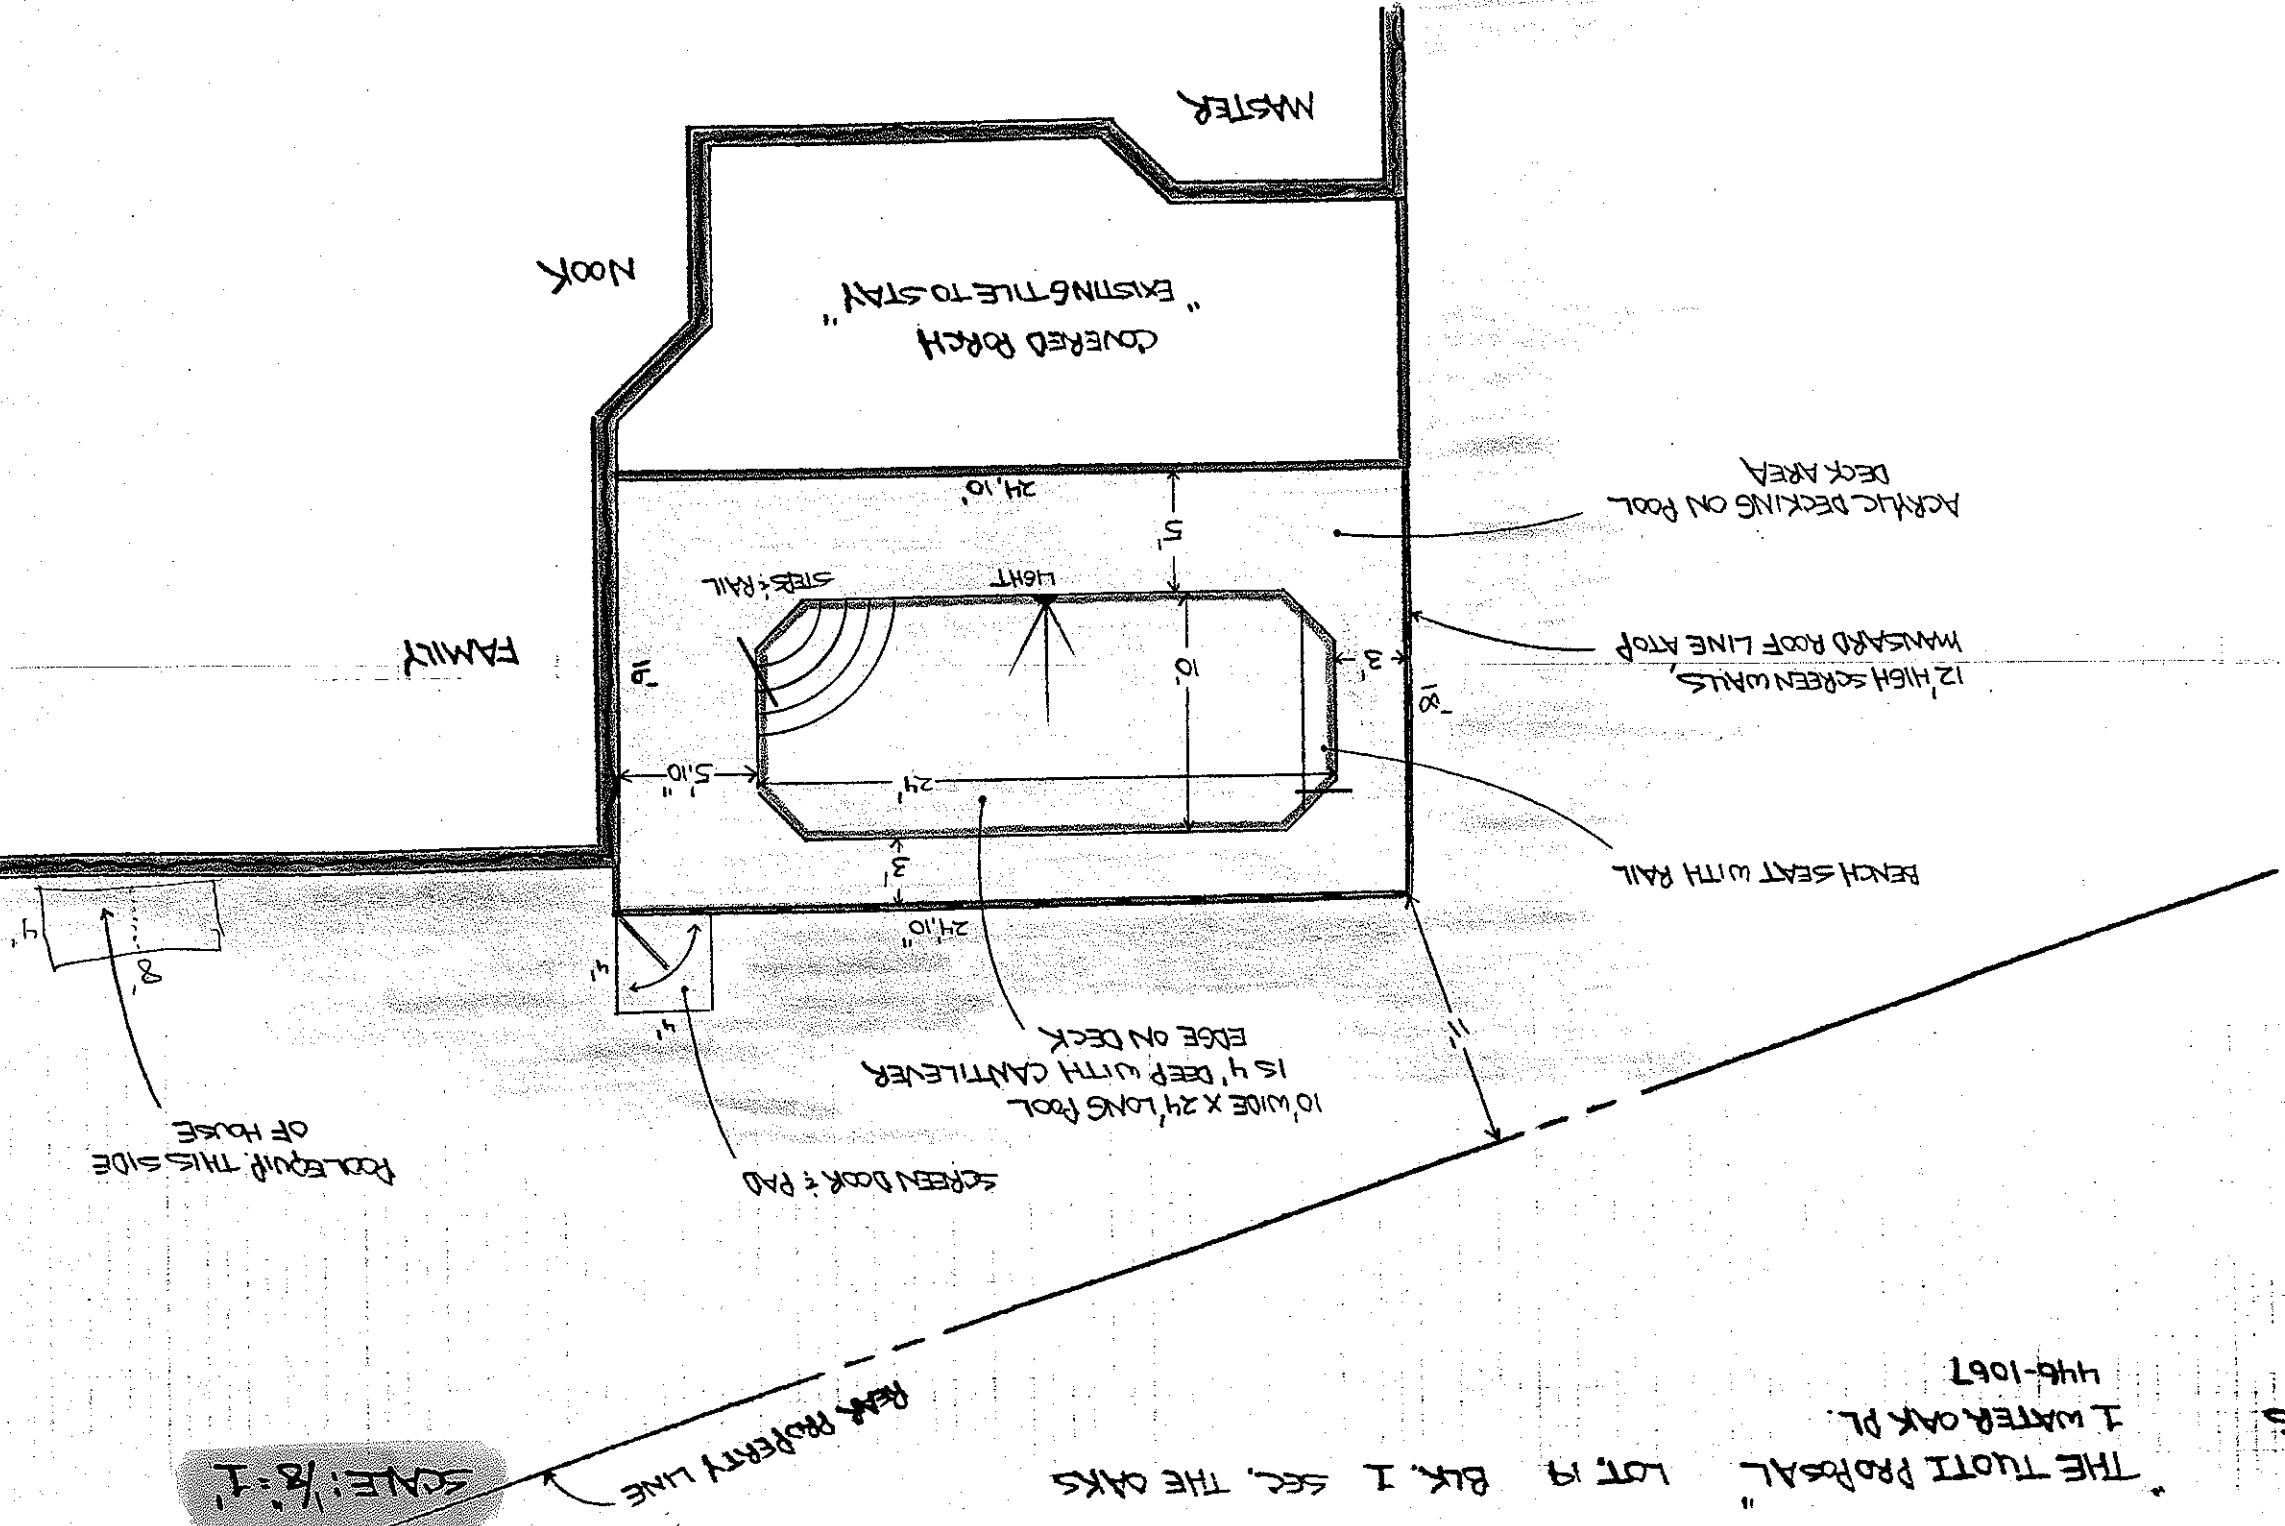 "THE TUOTI PROPOSAL" LOT. 19 BLK. I SEC. THE OAKS
I WATER OAK PL.
446-1067
SCALE: 1/8"=1'
REAR PROPERTY LINE
SCREEN DOOR & PAD
POOL EQUIP. THIS SIDE
OF HOUSE
10' WIDE X 24' LONG POOL
IS 4' DEEP WITH CANTILEVER
EDGE ON DECK
11'
4'
4'
8'
4'
24',10"
3'
BENCH SEAT WITH RAIL
24'
5',10"
18'
3'
10'
12' HIGH SCREEN WALLS,
MANSARD ROOF LINE ATOP
FAMILY
LIGHT
STEPS & RAIL
5'
ACRYLIC DECKING ON POOL
DECK AREA
24,10'
COVERED PORCH
"EXISTING TILE TO STAY"
NOOK
MASTER